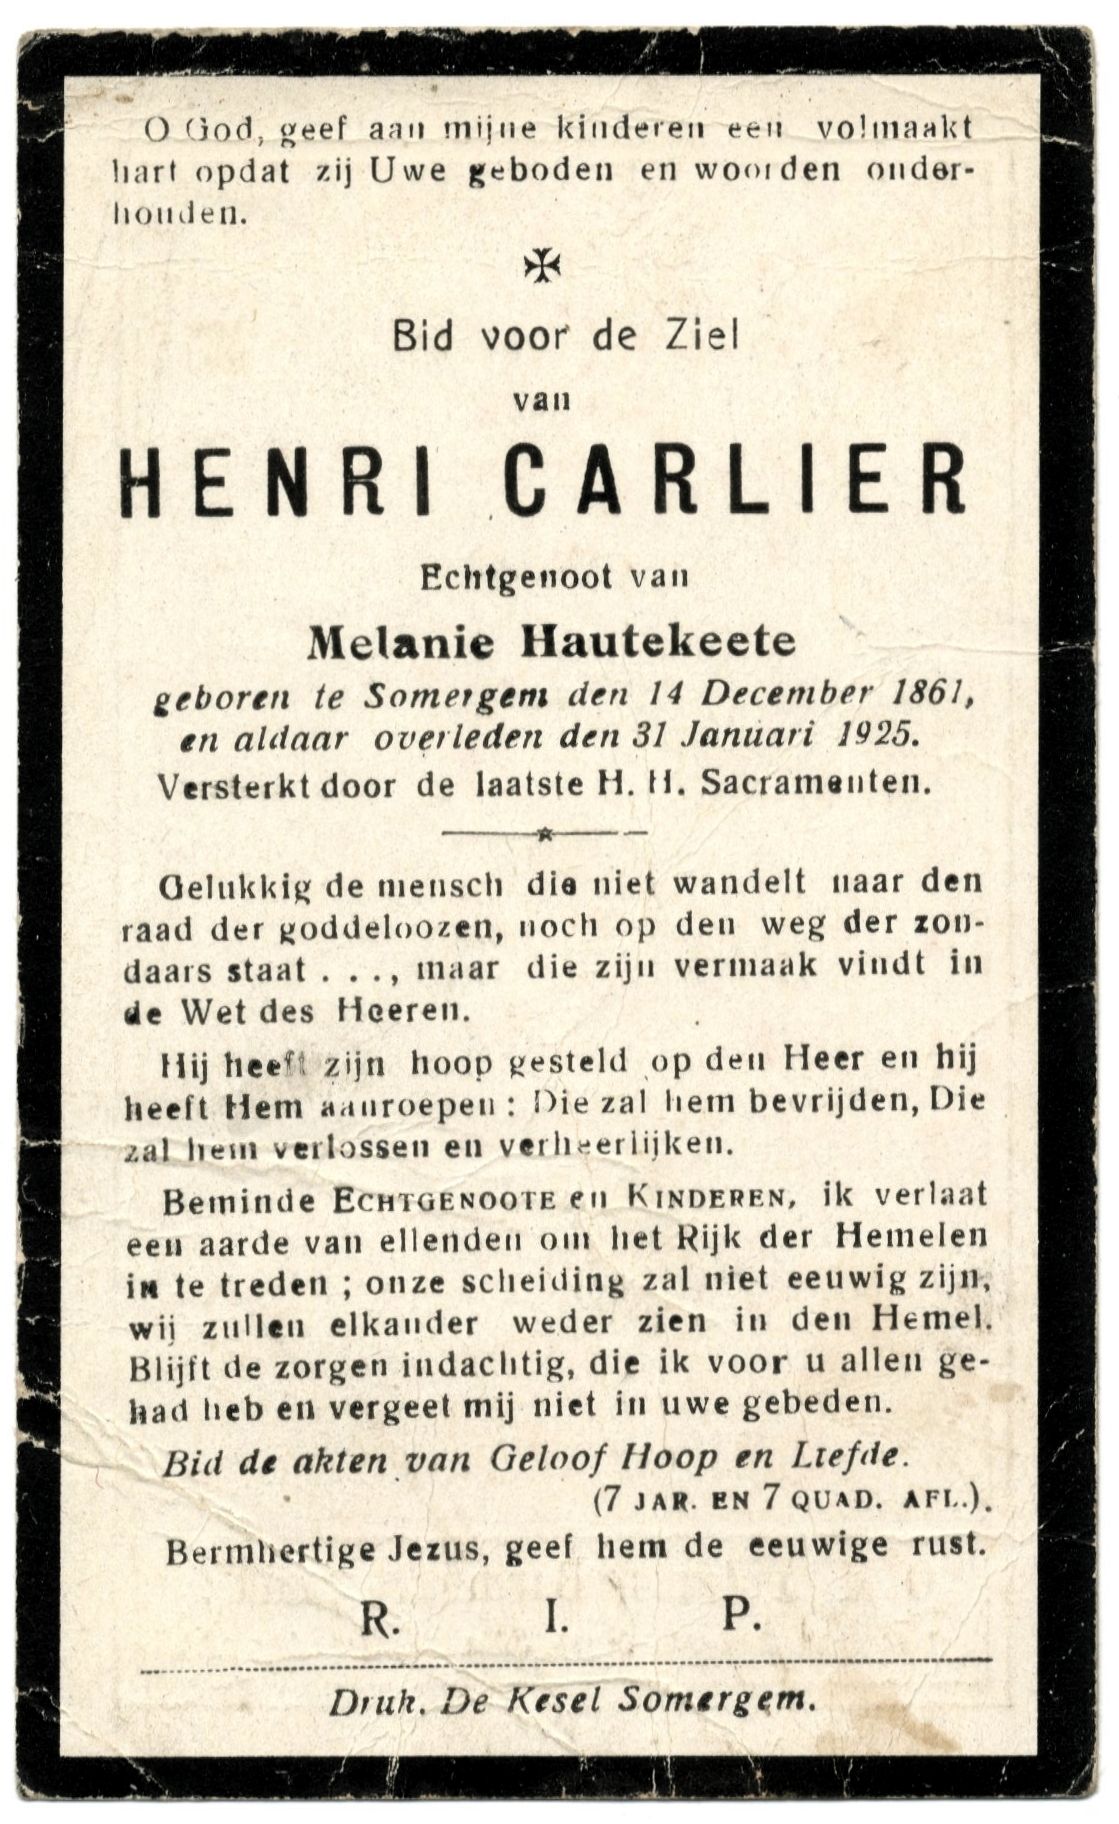 O God, geef aan mijne kinderen een volmaakt
hart opdat zij Uwe geboden en woorden onder-
houden.
✠
Bid voor de Ziel
van
HENRI CARLIER
Echtgenoot van
Melanie Hautekeete
geboren te Somergem den 14 December 1861,
en aldaar overleden den 31 Januari 1925.
Versterkt door de laatste H. H. Sacramenten.
Gelukkig de mensch die niet wandelt naar den
raad der goddeloozen, noch op den weg der zon-
daars staat . . ., maar die zijn vermaak vindt in
de Wet des Heeren.
Hij heeft zijn hoop gesteld op den Heer en hij
heeft Hem aanroepen : Die zal hem bevrijden, Die
zal hem verlossen en verheerlijken.
Beminde ECHTGENOOTE en KINDEREN, ik verlaat
een aarde van ellenden om het Rijk der Hemelen
in te treden ; onze scheiding zal niet eeuwig zijn,
wij zullen elkander weder zien in den Hemel.
Blijft de zorgen indachtig, die ik voor u allen ge-
had heb en vergeet mij niet in uwe gebeden.
Bid de akten van Geloof Hoop en Liefde.
(7 JAR. EN 7 QUAD. AFL.).
Bermhertige Jezus, geef hem de eeuwige rust.
R. I. P.
Druk. De Kesel Somergem.